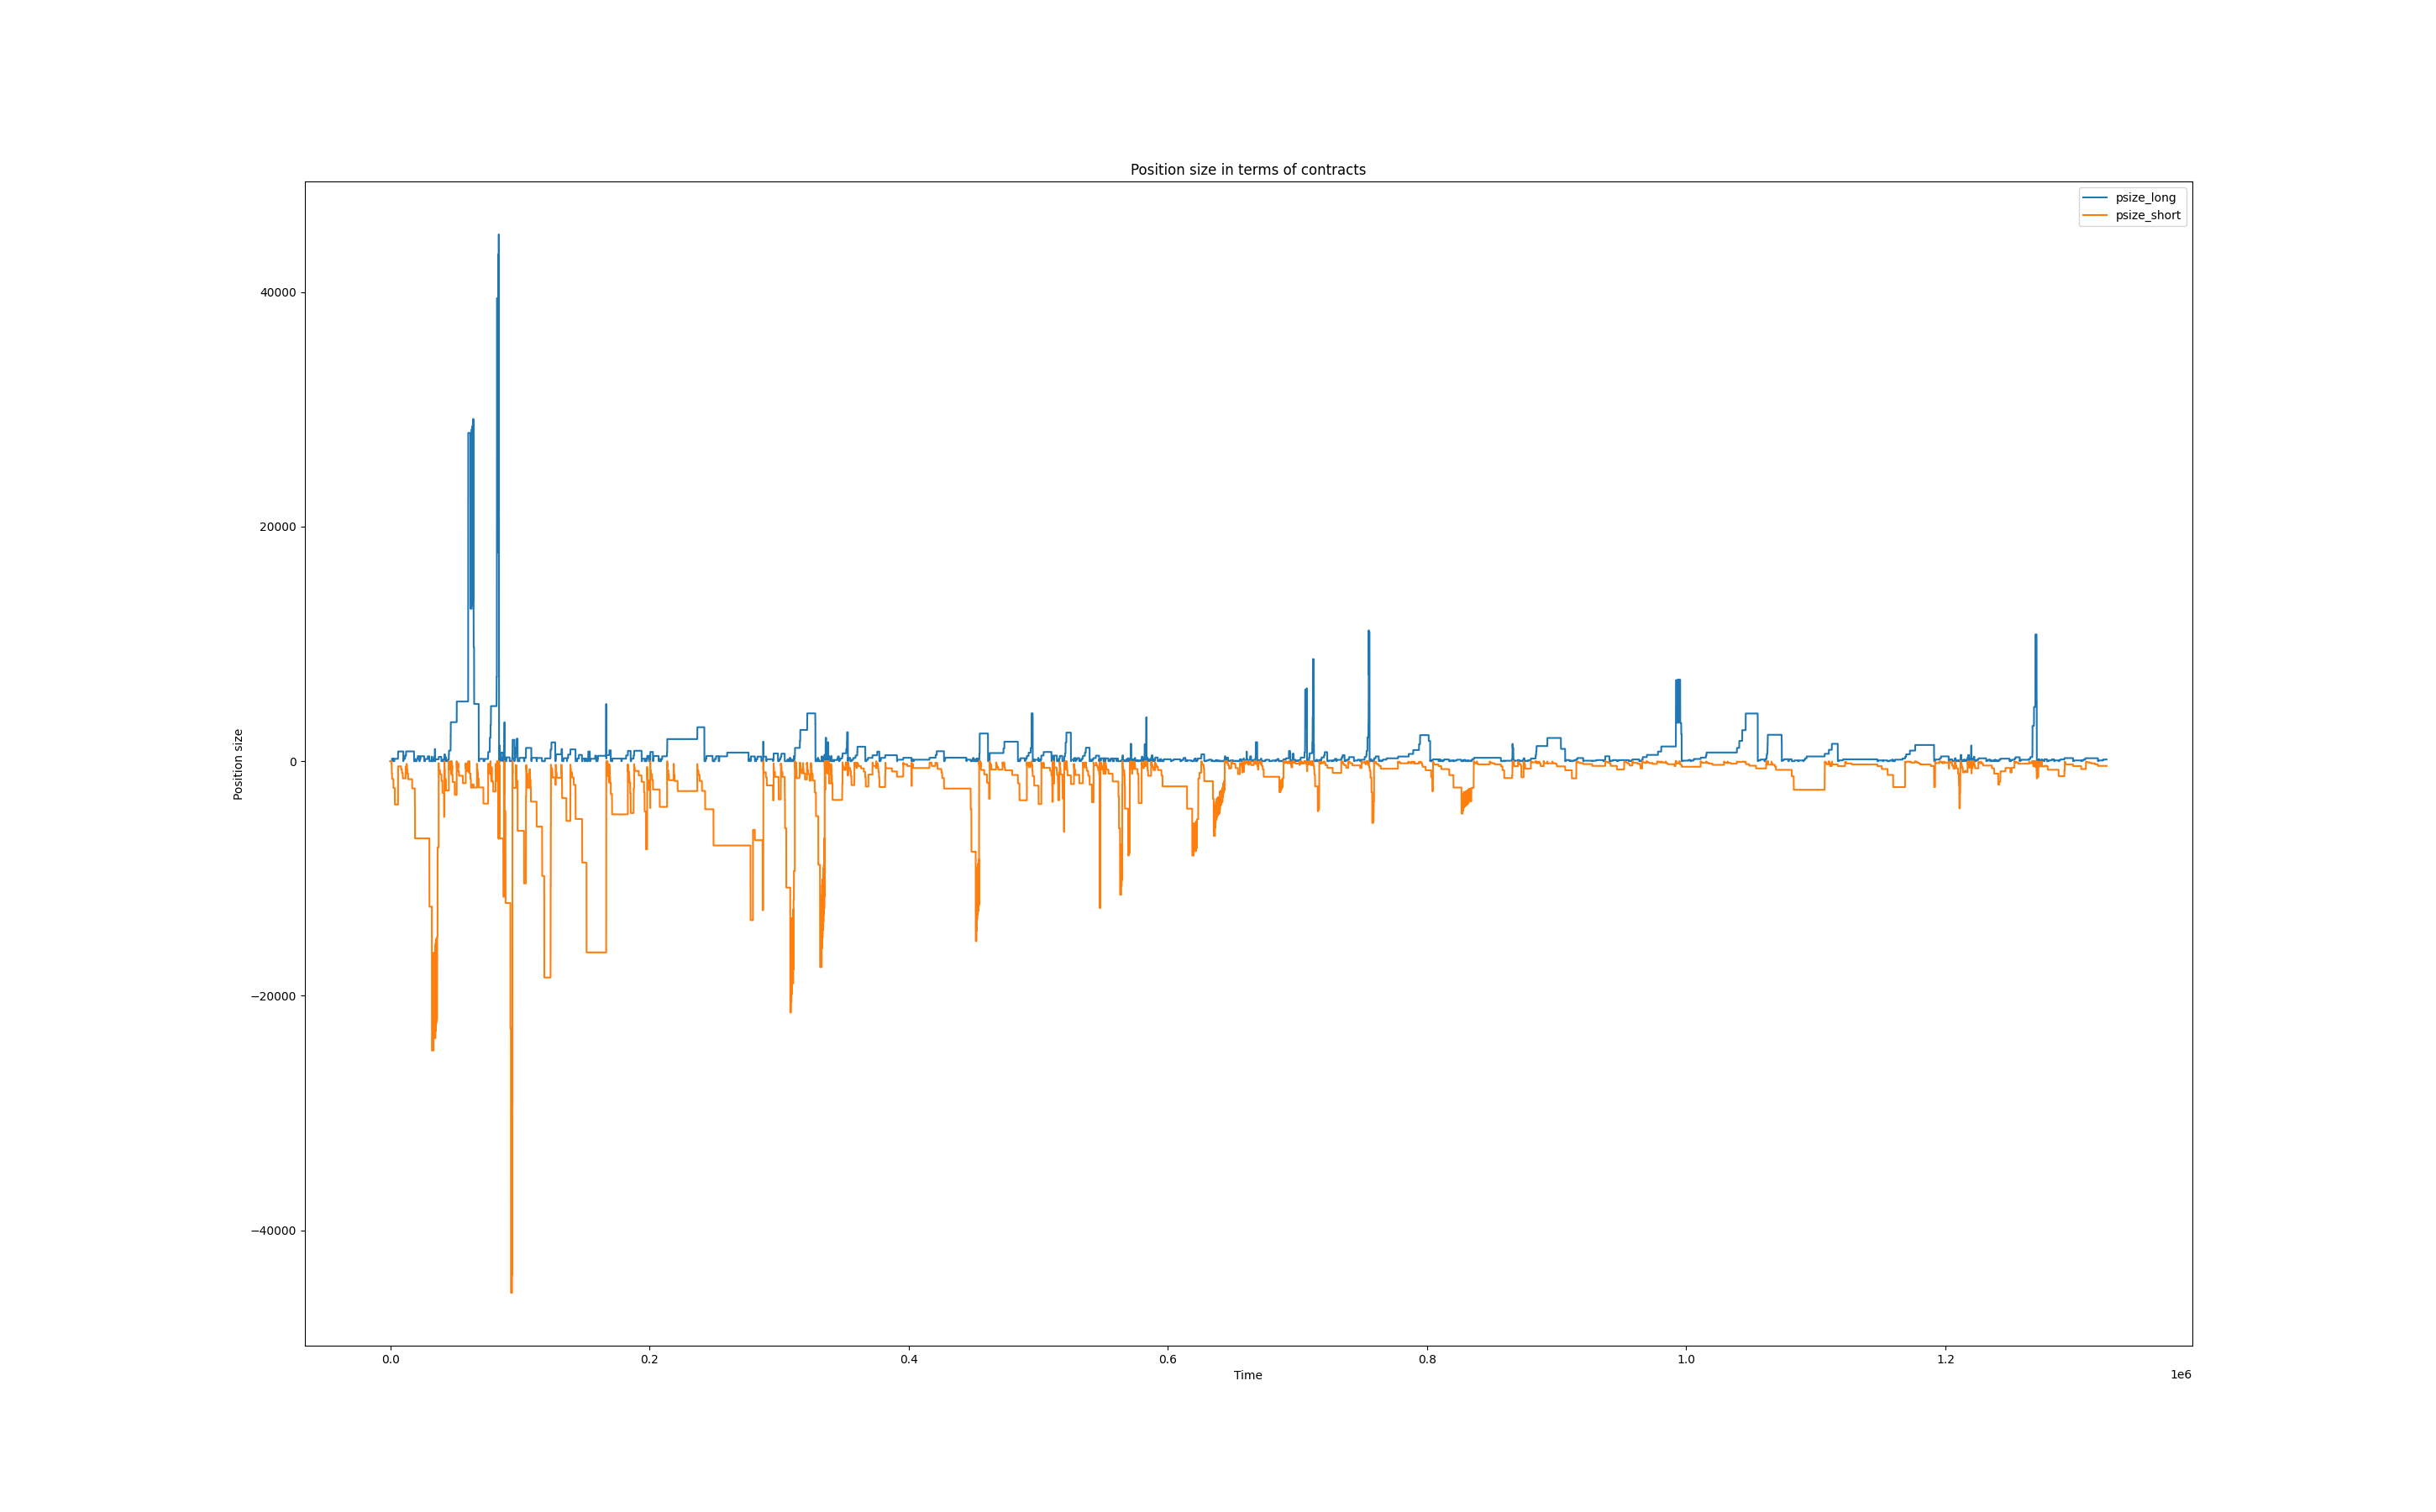 Position size in terms of contracts
psize_long
psize_short
Position size
40000
20000
0
−20000
−40000
0.0
0.2
0.4
0.6
0.8
1.0
1.2
1e6
Time